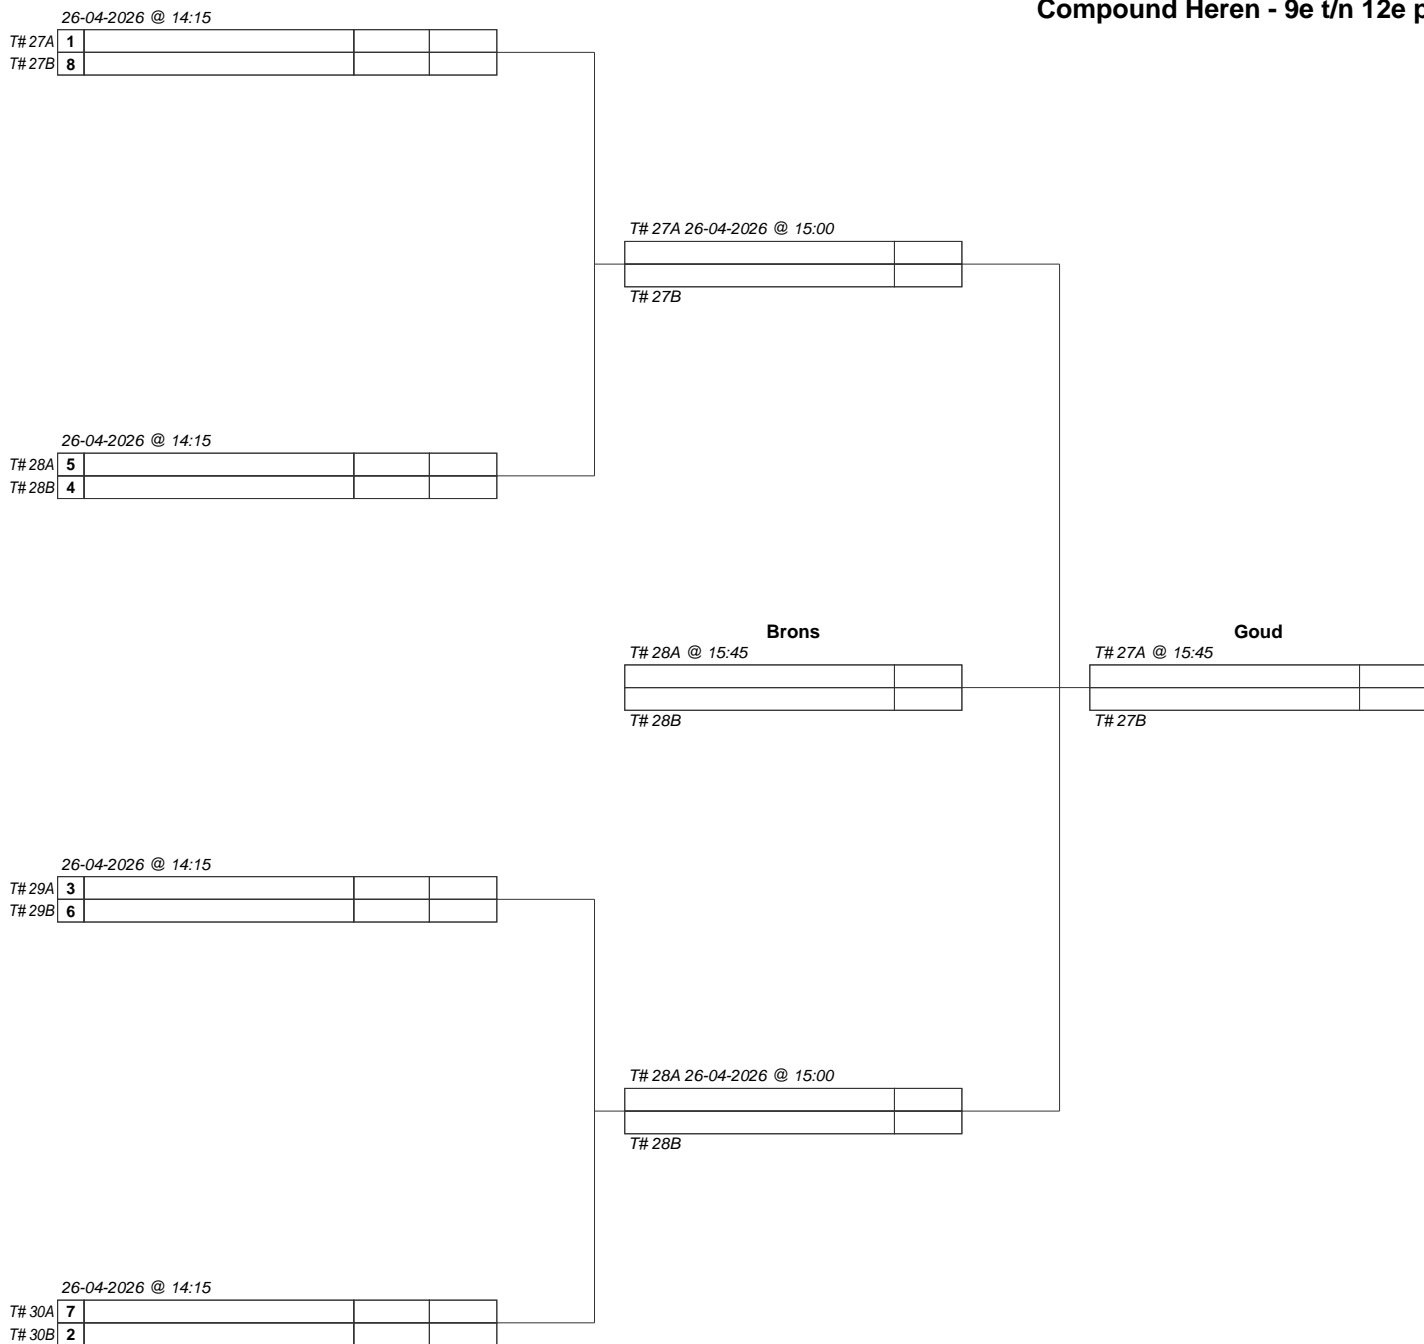 Compound Heren - 9e t/n 12e
26-04-2026 @ 14:15
T# 27A 1
T# 27B 8
T# 27A 26-04-2026 @ 15:00
T# 27B
26-04-2026 @ 14:15
T# 28A 5
T# 28B 4
Brons
T# 28A @ 15:45
T# 28B
Goud
T# 27A @ 15:45
T# 27B
26-04-2026 @ 14:15
T# 29A 3
T# 29B 6
T# 28A 26-04-2026 @ 15:00
T# 28B
26-04-2026 @ 14:15
T# 30A 7
T# 30B 2